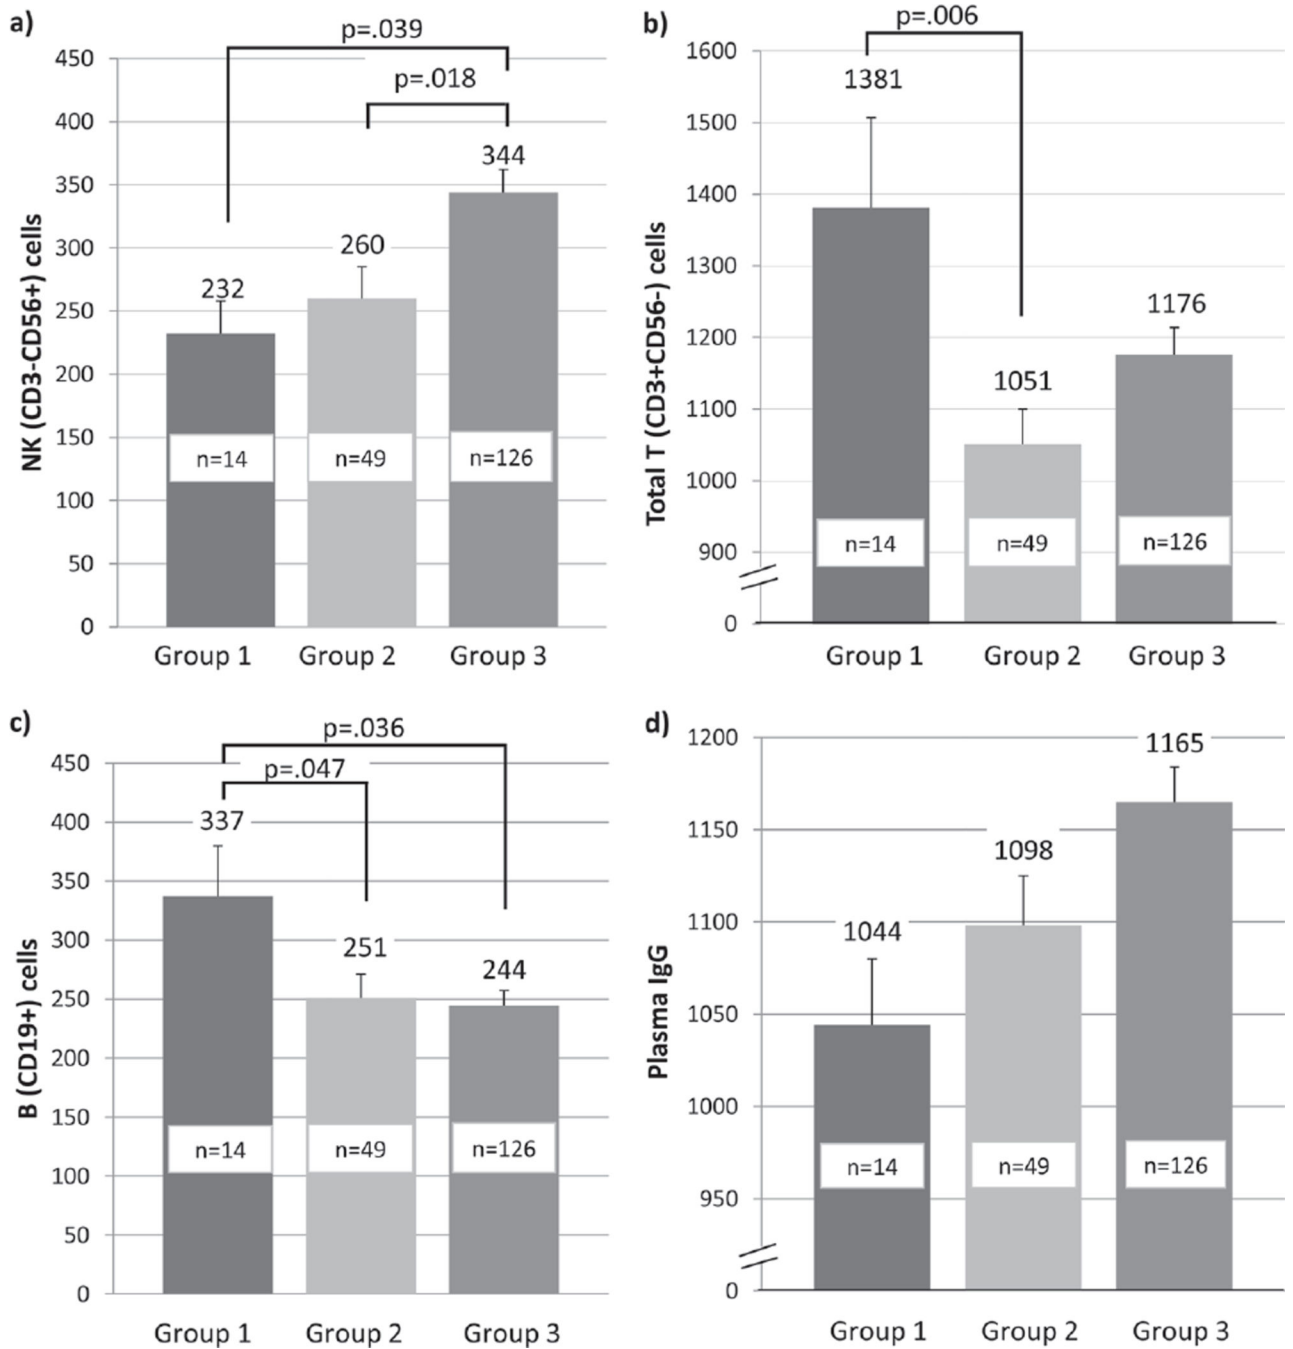 a)
p=.039
450
p=.018
400
344
350
300
260
232
250
200
150
n=14
n=49
n=126
100
50
0
NK (CD3-CD56+) cells
Group 1
Group 2
Group 3
b)
p=.006
1600
1381
1500
1400
1300
1176
1200
1051
1100
1000
900
n=14
n=49
n=126
0
Total T (CD3+CD56-) cells
Group 1
Group 2
Group 3
c)
p=.036
450
p=.047
400
337
350
300
251
244
250
200
150
n=14
n=49
n=126
100
50
0
B (CD19+) cells
Group 1
Group 2
Group 3
d)
1200
1165
1150
1098
1100
1044
1050
1000
n=14
n=49
n=126
950
0
Plasma IgG
Group 1
Group 2
Group 3